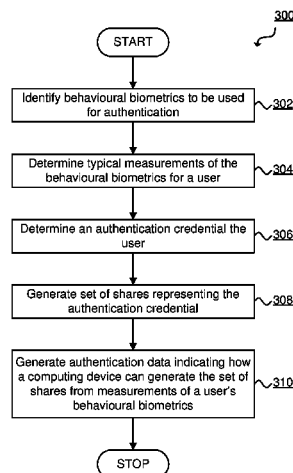 300
START
Identify behavioural biometrics to be used
for authentication
302
Determine typical measurements of the
behavioural biometrics for a user
304
Determine an authentication credential the
user
306
Generate set of shares representing the
authentication credential
308
Generate authentication data indicating how
a computing device can generate the set of
shares from measurements of a user's
behavioural biometrics
310
STOP